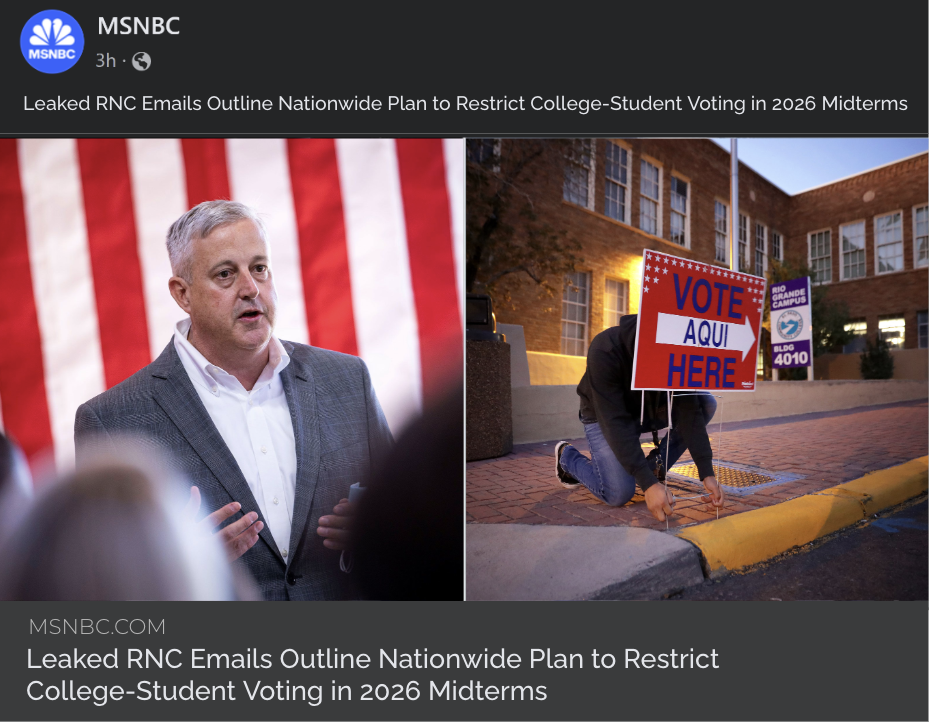 MSNBC
MSNBC
3h ·
Leaked RNC Emails Outline Nationwide Plan to Restrict College-Student Voting in 2026 Midterms
VOTE
AQUI
HERE
RIO
GRANDE
CAMPUS
BLDG
4010
MSNBC.COM
Leaked RNC Emails Outline Nationwide Plan to Restrict
College-Student Voting in 2026 Midterms